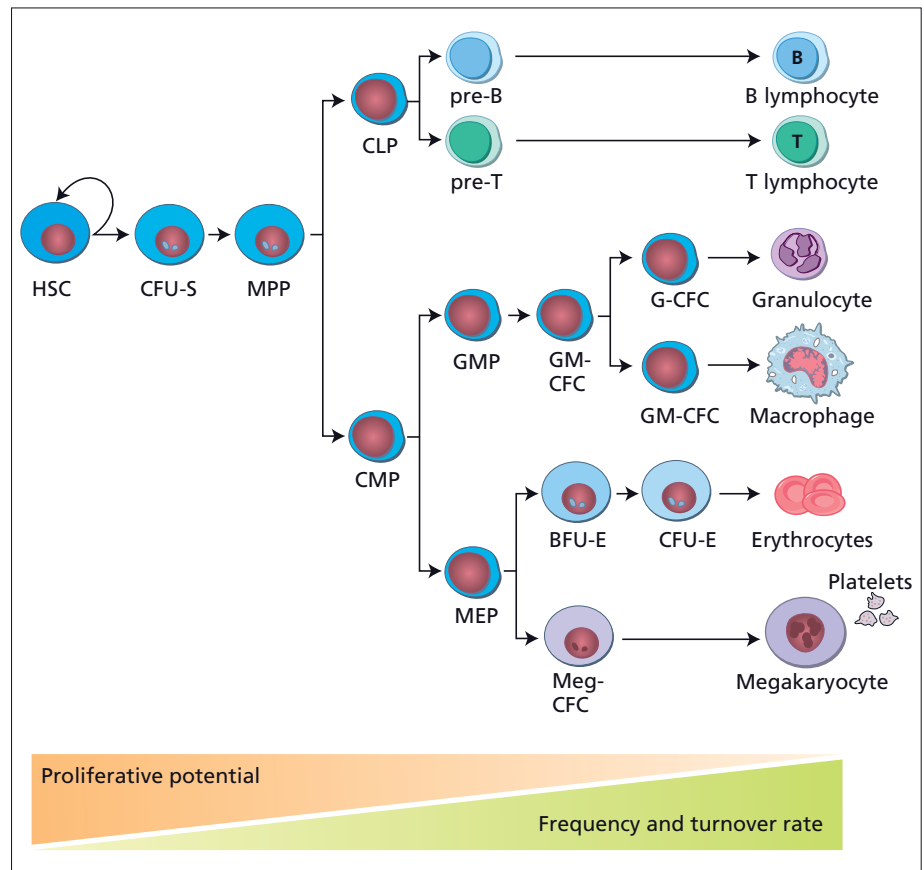 B
pre-B
B lymphocyte
CLP
T
pre-T
T lymphocyte
HSC
CFU-S
MPP
G-CFC
Granulocyte
GMP
GM-
CFC
GM-CFC
Macrophage
CMP
BFU-E
CFU-E
Erythrocytes
Platelets
MEP
Meg-
CFC
Megakaryocyte
Proliferative potential
Frequency and turnover rate